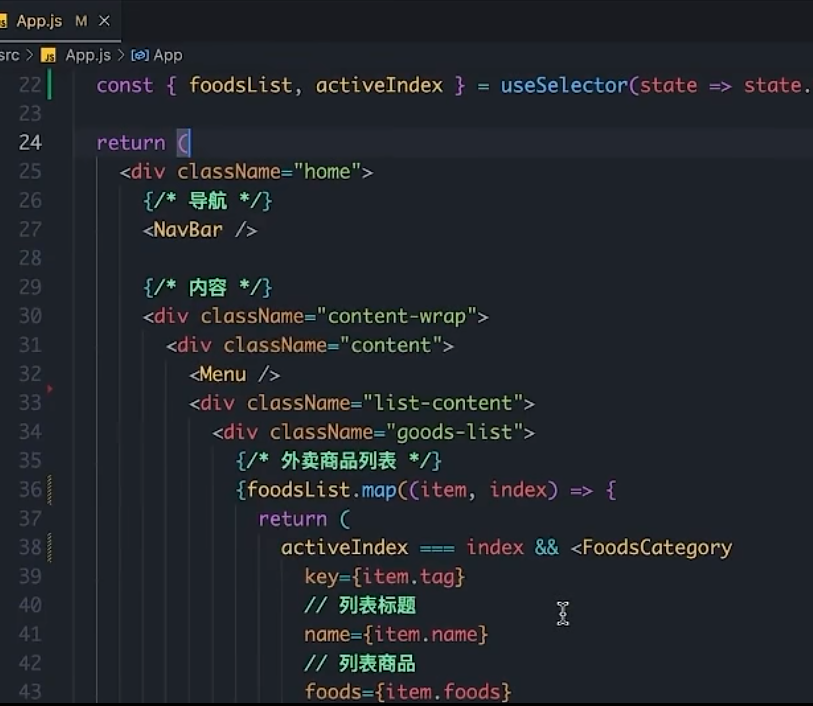 JS App.js M ×
src > JS App.js > App
22 const { foodsList, activeIndex } = useSelector(state => state.
23
24 return (
25 <div className="home">
26 {/* 导航 */}
27 <NavBar />
28
29 {/* 内容 */}
30 <div className="content-wrap">
31 <div className="content">
32 <Menu />
33 <div className="list-content">
34 <div className="goods-list">
35 {/* 外卖商品列表 */}
36 {foodsList.map((item, index) => {
37 return (
38 activeIndex === index && <FoodsCategory
39 key={item.tag}
40 // 列表标题
41 name={item.name}
42 // 列表商品
43 foods={item.foods}